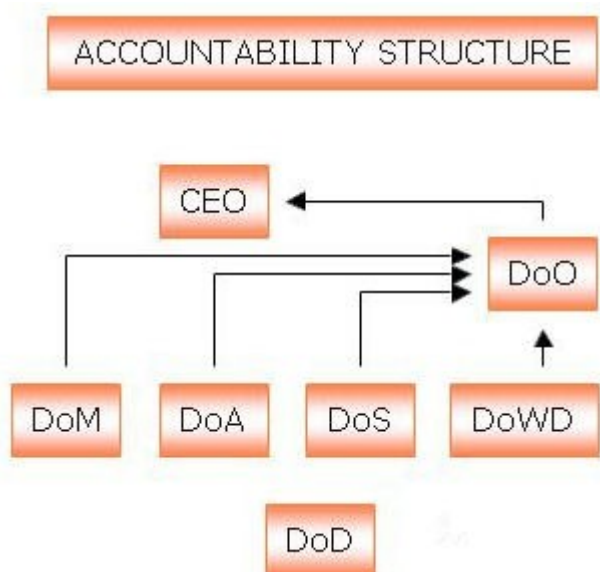 ACCOUNTABILITY STRUCTURE
CEO
DoO
DoM DoA DoS DoWD
DoD